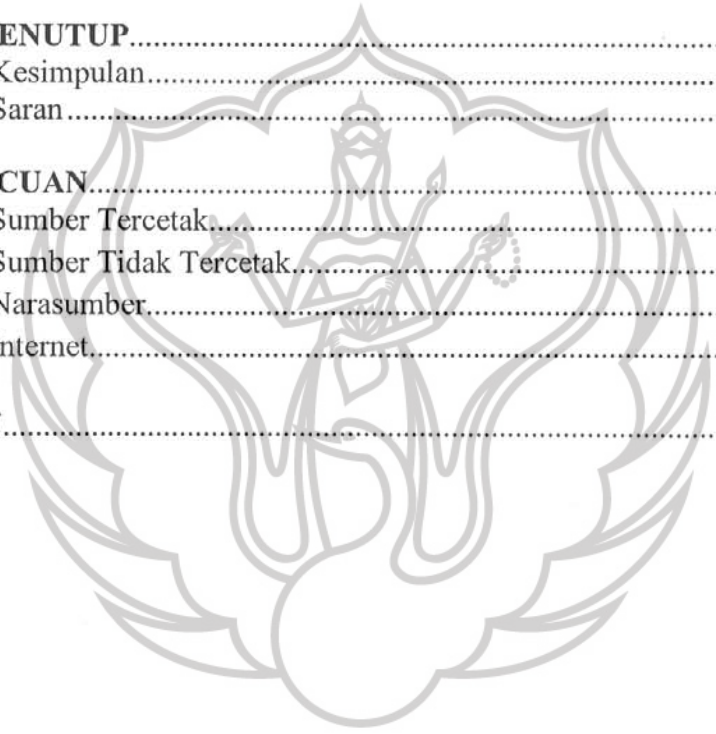 ENUTUP........................................................................
Kesimpulan........................................................................
Saran........................................................................
CUAN........................................................................
Sumber Tercetak........................................................................
Sumber Tidak Tercetak........................................................................
Narasumber........................................................................
nternet........................................................................